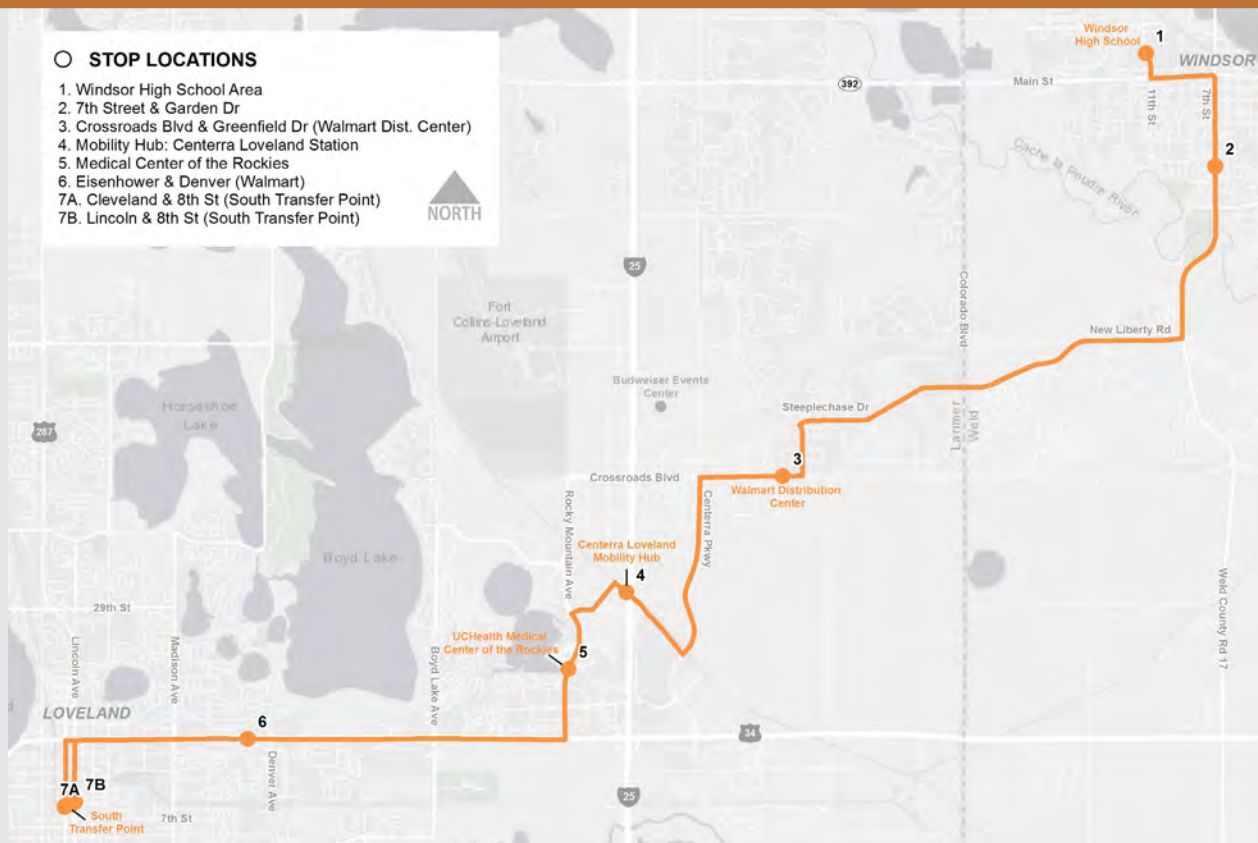 STOP LOCATIONS
1. Windsor High School Area
2. 7th Street & Garden Dr
3. Crossroads Blvd & Greenfield Dr (Walmart Dist. Center)
4. Mobility Hub: Centerra Loveland Station
5. Medical Center of the Rockies
6. Eisenhower & Denver (Walmart)
7A. Cleveland & 8th St (South Transfer Point)
7B. Lincoln & 8th St (South Transfer Point)
NORTH
Windsor
High School
1
WINDSOR
Main St
392
11th St
7th St
2
Cache la Poudre River
25
Colorado Blvd
Fort
Collins-Loveland
Airport
New Liberty Rd
Budweiser Events
Center
Horseshoe
Lake
287
Steeplechase Dr
Larimer
Weld
3
Crossroads Blvd
Walmart Distribution
Center
Rocky Mountain Ave
Centerra Pkwy
Centerra Loveland
Mobility Hub
4
Boyd Lake
29th St
Weld County Rd 17
Lincoln Ave
Madison Ave
Boyd Lake Ave
UCHealth Medical
Center of the Rockies
5
LOVELAND
6
34
Denver Ave
7A
7B
25
South
Transfer Point
7th St